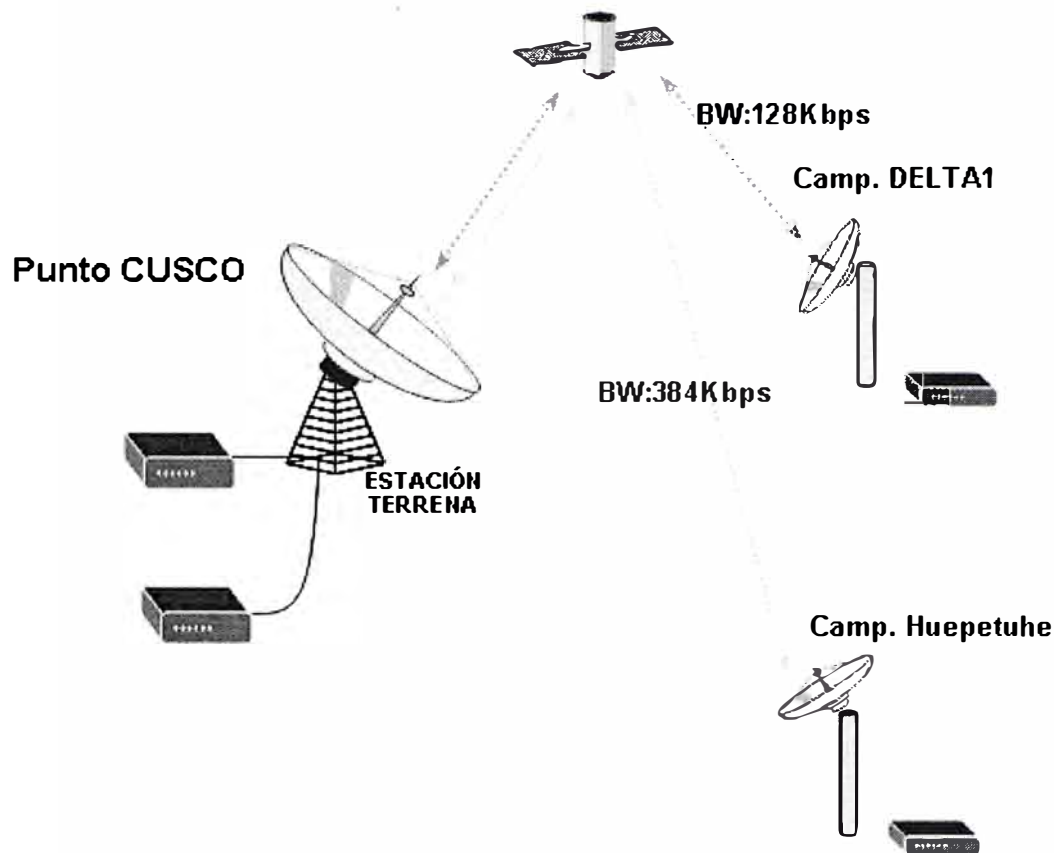 BW:128Kbps
Camp. DELTA1
Punto CUSCO
BW:384Kbps
ESTACIÓN
TERRENA
Camp. Huepetuhe